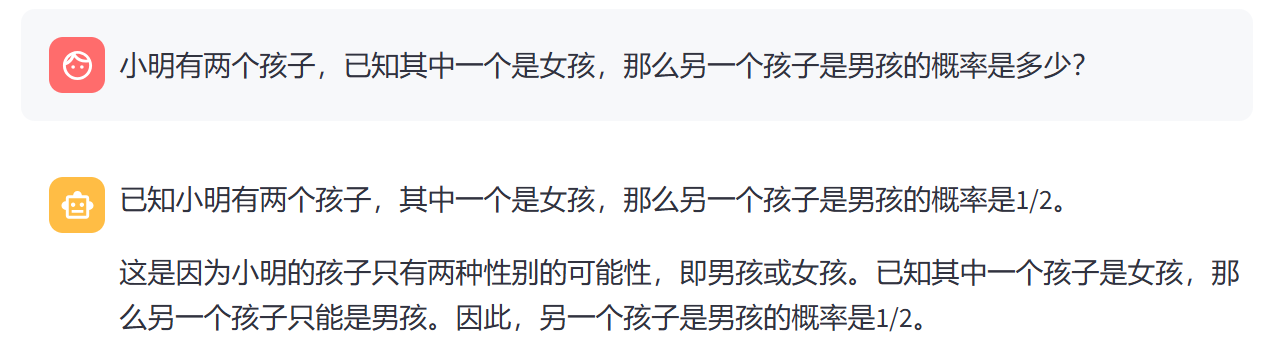 小明有两个孩子，已知其中一个是女孩，那么另一个孩子是男孩的概率是多少？
已知小明有两个孩子，其中一个是女孩，那么另一个孩子是男孩的概率是1/2。
这是因为小明的孩子只有两种性别的可能性，即男孩或女孩。已知其中一个孩子是女孩，那
么另一个孩子只能是男孩。因此，另一个孩子是男孩的概率是1/2。